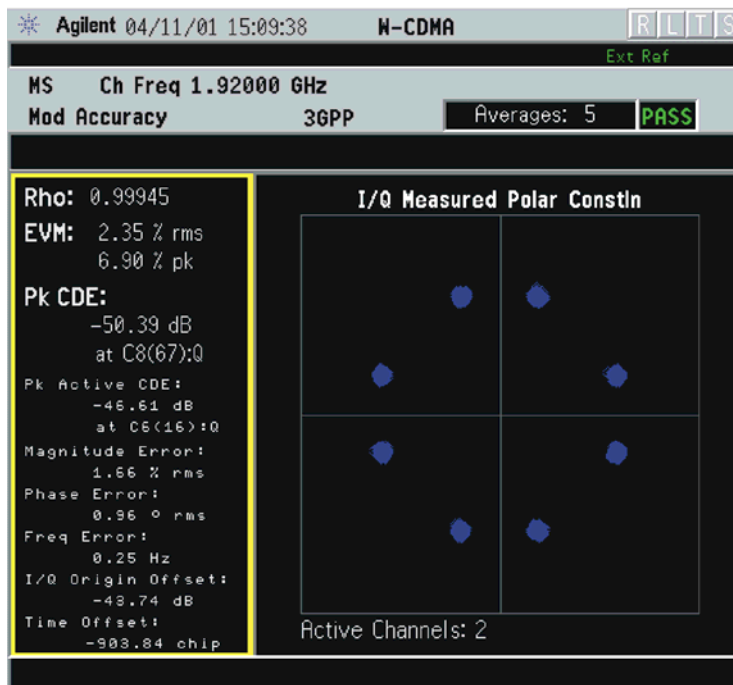 Agilent 04/11/01 15:09:38 W-CDMA R L T S
Ext Ref
MS Ch Freq 1.92000 GHz
Mod Accuracy 3GPP Averages: 5 PASS
Rho: 0.99945
EVM: 2.35 % rms
6.90 % pk
Pk CDE:
-50.39 dB
at C8(67):Q
Pk Active CDE:
-46.61 dB
at C6(16):Q
Magnitude Error:
1.66 % rms
Phase Error:
0.96 º rms
Freq Error:
0.25 Hz
I/Q Origin Offset:
-43.74 dB
Time Offset:
-903.84 chip
I/Q Measured Polar Constln
Active Channels: 2